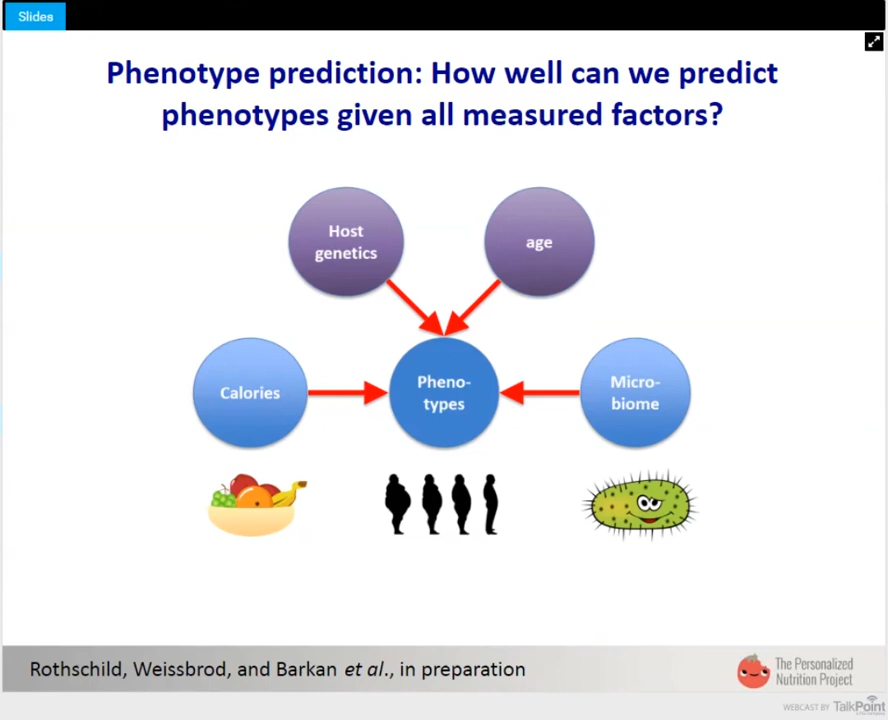 Slides
Phenotype prediction: How well can we predict
phenotypes given all measured factors?
Host
genetics
age
Calories
Pheno-
types
Micro-
biome
Rothschild, Weissbrod, and Barkan et al., in preparation
The Personalized
Nutrition Project
WEBCAST BY TalkPoint